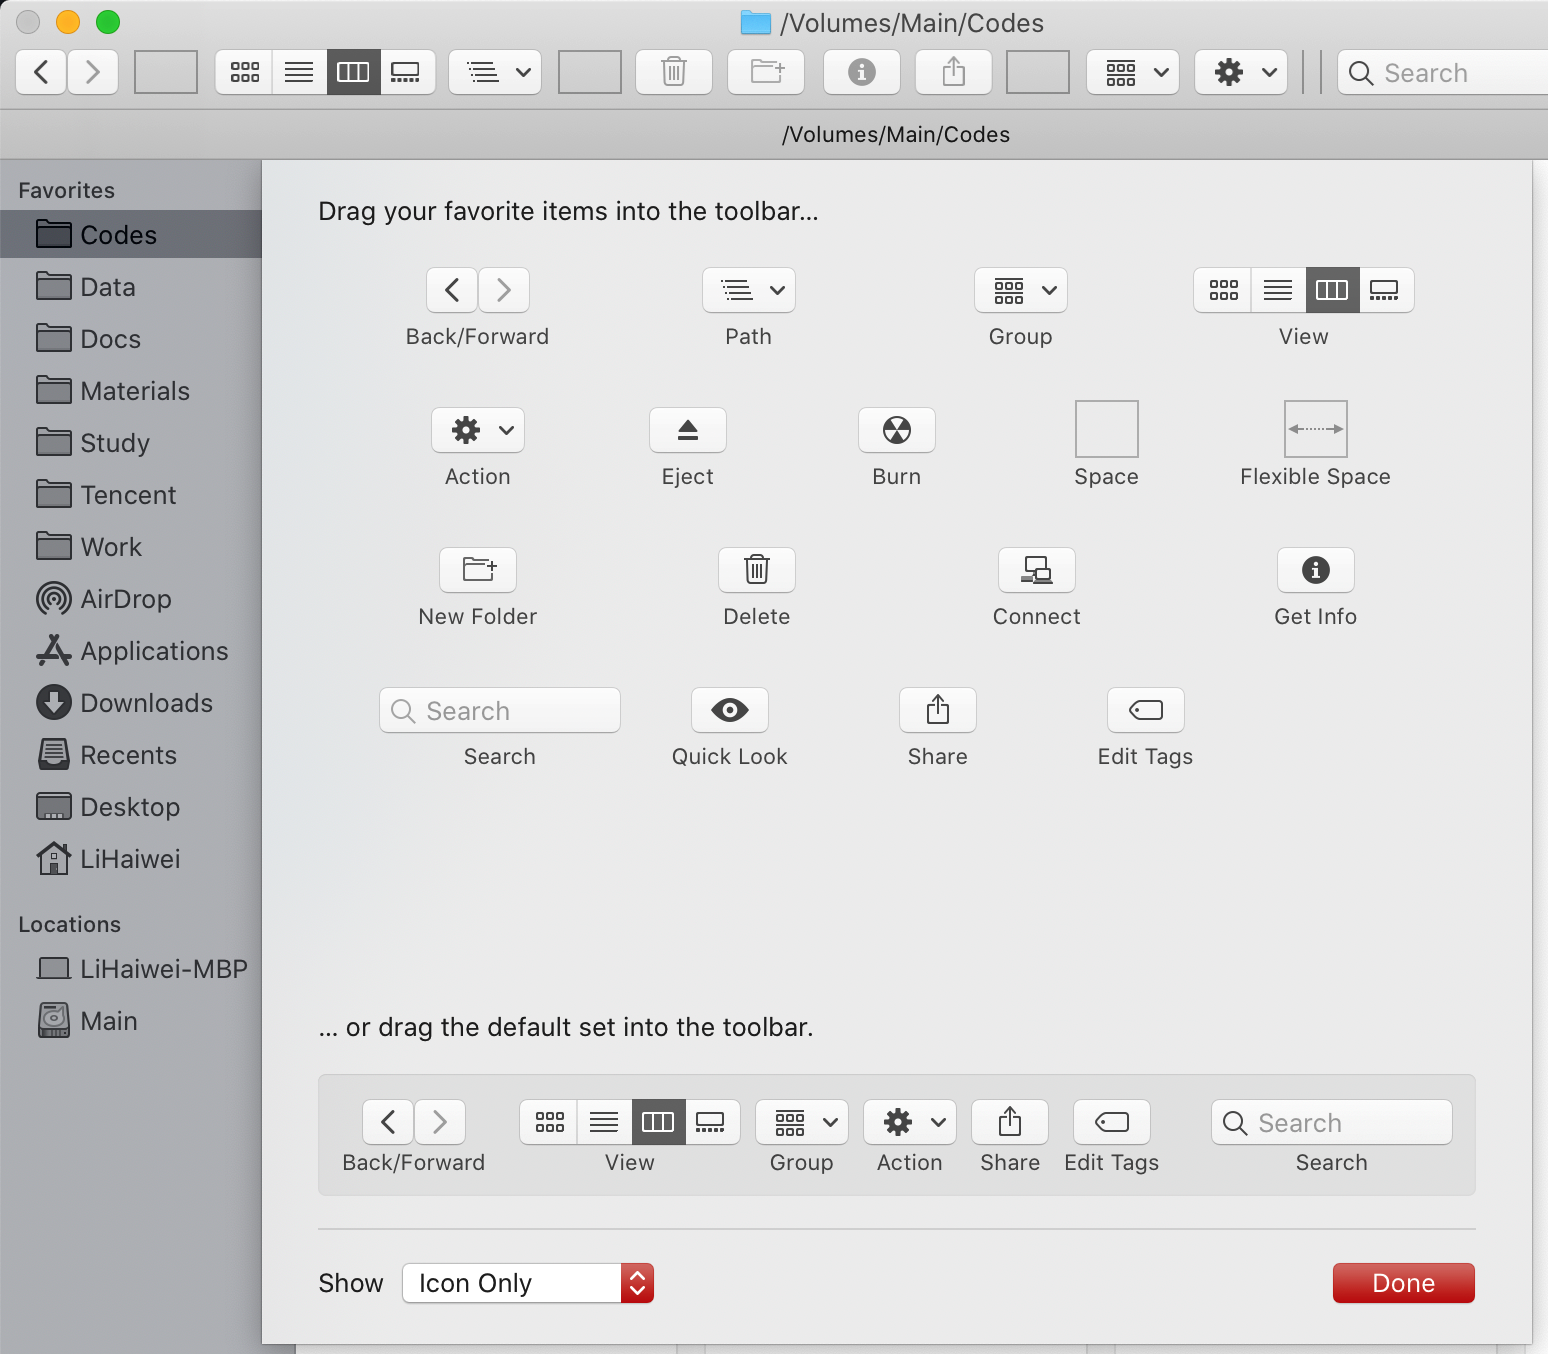 /Volumes/Main/Codes
Search
/Volumes/Main/Codes
Favorites
Codes
Data
Docs
Materials
Study
Tencent
Work
AirDrop
Applications
Downloads
Recents
Desktop
LiHaiwei
Locations
LiHaiwei-MBP
Main
Drag your favorite items into the toolbar...
Back/Forward Path Group View
Action Eject Burn Space Flexible Space
New Folder Delete Connect Get Info
Search
Search Quick Look Share Edit Tags
... or drag the default set into the toolbar.
Search
Back/Forward View Group Action Share Edit Tags Search
Show Icon Only Done